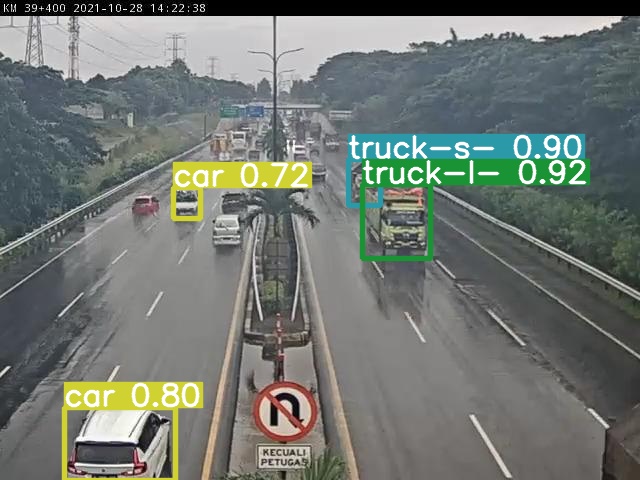 KM 39+400 2021-10-28 14:22:38
truck-s- 0.90
truck-l- 0.92
car 0.72
car 0.80
KECUALI
PETUGAS